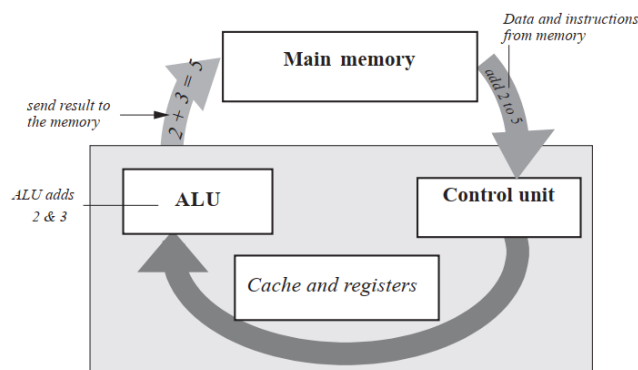 Data and instructions
from memory
Main memory
add 2 to 5
2 + 3 = 5
send result to
the memory
ALU adds
2 & 3
ALU
Control unit
Cache and registers